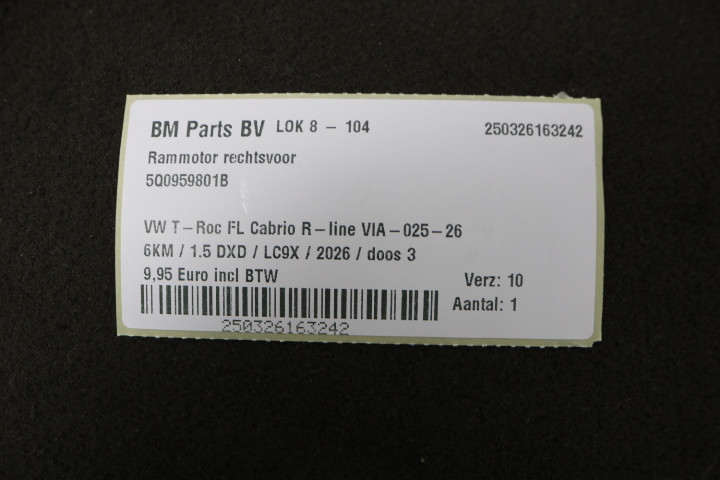 BM Parts BV LOK 8 - 104 250326163242
Rammotor rechtsvoor
5Q0959801B
VW T-Roc FL Cabrio R-line VIA-025-26
6KM / 1.5 DXD / LC9X / 2026 / doos 3
9,95 Euro incl BTW Verz: 10
Aantal: 1
250326163242